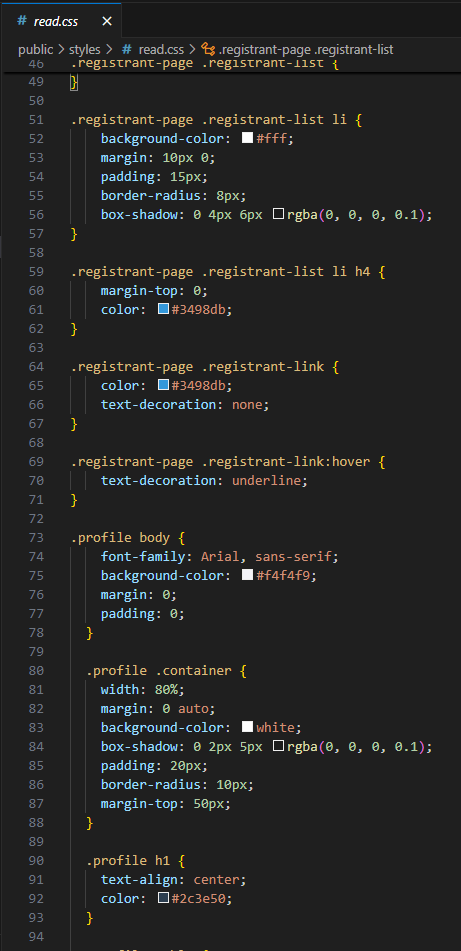 # read.css
public > styles > # read.css > .registrant-page .registrant-list
46 .registrant-page .registrant-list {
49 }
50
51 .registrant-page .registrant-list li {
52 background-color: #fff;
53 margin: 10px 0;
54 padding: 15px;
55 border-radius: 8px;
56 box-shadow: 0 4px 6px rgba(0, 0, 0, 0.1);
57 }
58
59 .registrant-page .registrant-list li h4 {
60 margin-top: 0;
61 color: #3498db;
62 }
63
64 .registrant-page .registrant-link {
65 color: #3498db;
66 text-decoration: none;
67 }
68
69 .registrant-page .registrant-link:hover {
70 text-decoration: underline;
71 }
72
73 .profile body {
74 font-family: Arial, sans-serif;
75 background-color: #f4f4f9;
76 margin: 0;
77 padding: 0;
78 }
79
80 .profile .container {
81 width: 80%;
82 margin: 0 auto;
83 background-color: white;
84 box-shadow: 0 2px 5px rgba(0, 0, 0, 0.1);
85 padding: 20px;
86 border-radius: 10px;
87 margin-top: 50px;
88 }
89
90 .profile h1 {
91 text-align: center;
92 color: #2c3e50;
93 }
94